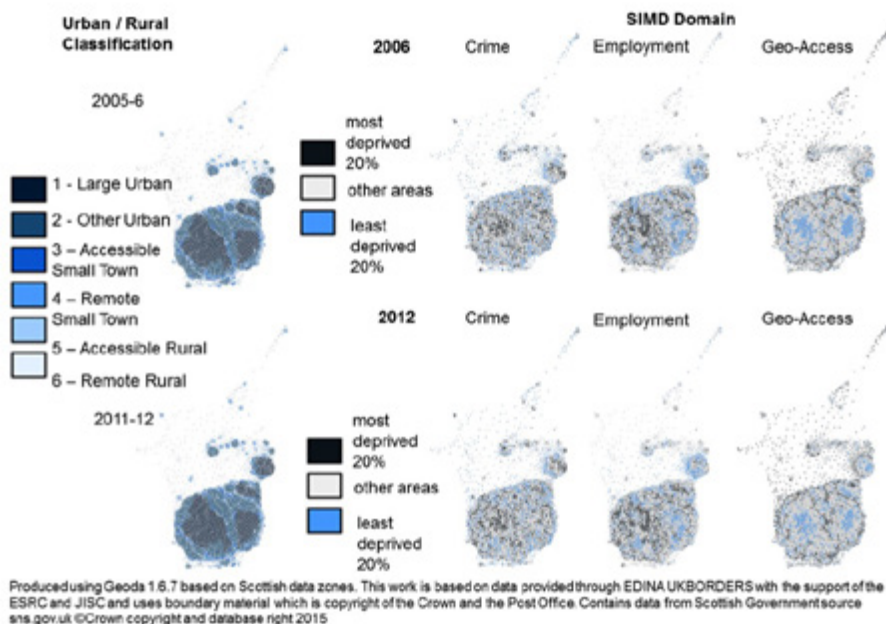 Urban / Rural
Classification
2005-6
1 - Large Urban
2 - Other Urban
3 – Accessible
Small Town
4 – Remote
Small Town
5 – Accessible Rural
6 – Remote Rural
2011-12
SIMD Domain
2006
Crime
Employment
Geo-Access
most
deprived
20%
other areas
least
deprived
20%
2012
Crime
Employment
Geo-Access
most
deprived
20%
other areas
least
deprived
20%
Produced using Geoda 1.6.7 based on Scottish data zones. This work is based on data provided through EDINA UKBORDERS with the support of the
ESRC and JISC and uses boundary material which is copyright of the Crown and the Post Office. Contains data from Scottish Government source
sns.gov.uk ©Crown copyright and database right 2015